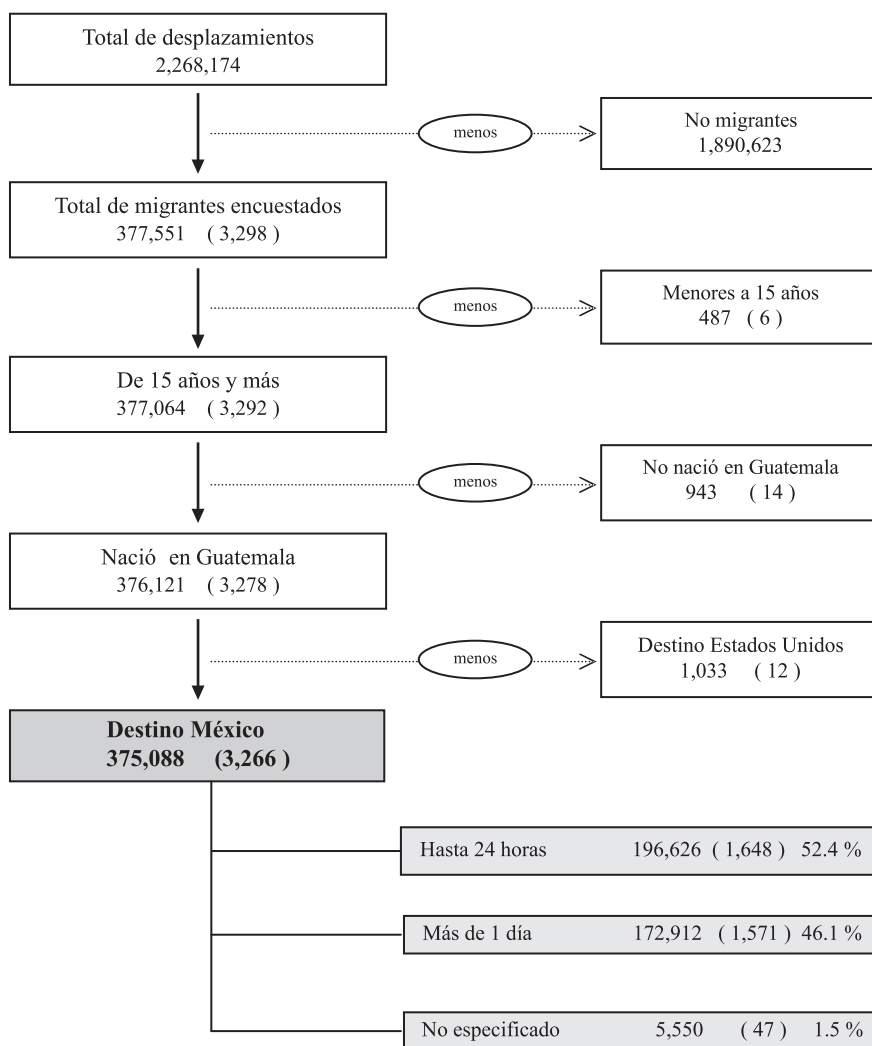 Total de desplazamientos
2,268,174
menos
No migrantes
1,890,623
Total de migrantes encuestados
377,551 ( 3,298 )
menos
Menores a 15 años
487 ( 6 )
De 15 años y más
377,064 ( 3,292 )
menos
No nació en Guatemala
943 ( 14 )
Nació en Guatemala
376,121 ( 3,278 )
menos
Destino Estados Unidos
1,033 ( 12 )
Destino México
375,088 (3,266 )
Hasta 24 horas 196,626 ( 1,648 ) 52.4 %
Más de 1 día 172,912 ( 1,571 ) 46.1 %
No especificado 5,550 ( 47 ) 1.5 %